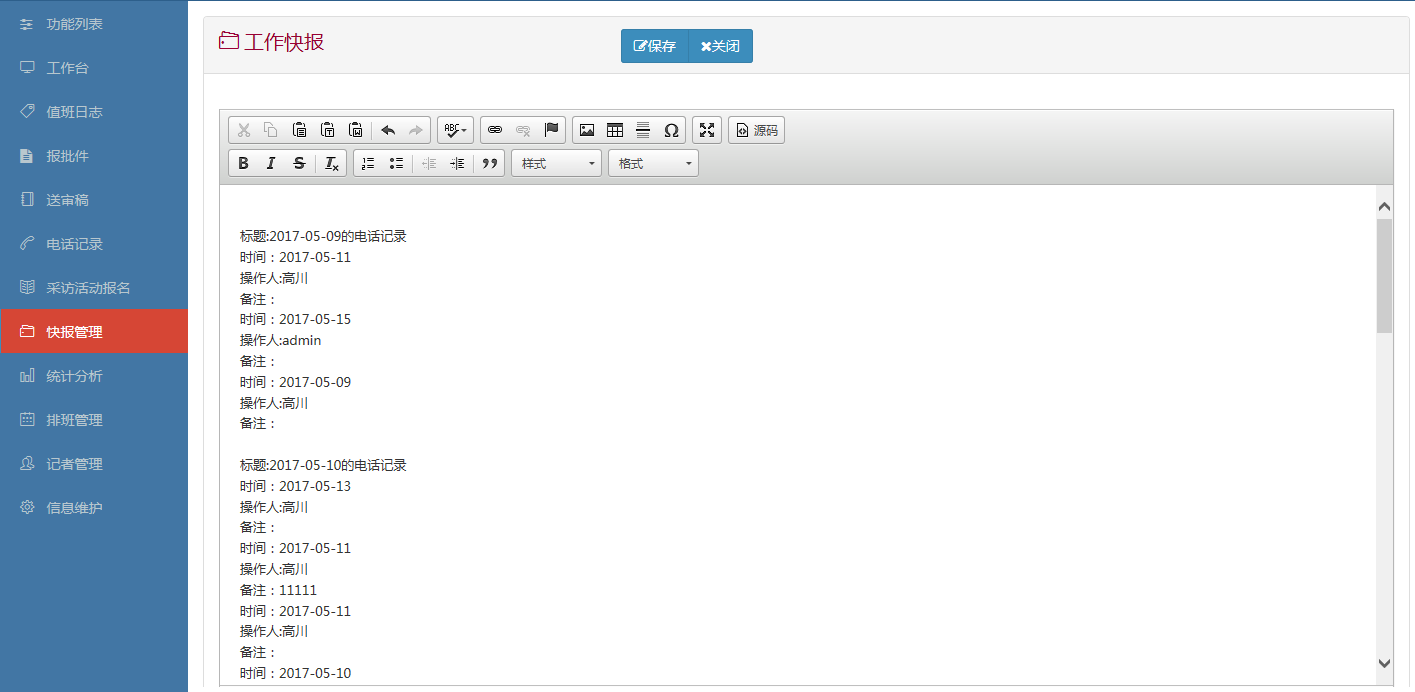 功能列表
工作台
值班日志
报批件
送审稿
电话记录
采访活动报名
快报管理
统计分析
排班管理
记者管理
信息维护
工作快报
保存 关闭
ABC
源码
B I S Tx
样式 格式
标题:2017-05-09的电话记录
时间：2017-05-11
操作人:高川
备注：
时间：2017-05-15
操作人:admin
备注：
时间：2017-05-09
操作人:高川
备注：
标题:2017-05-10的电话记录
时间：2017-05-13
操作人:高川
备注：
时间：2017-05-11
操作人:高川
备注：11111
时间：2017-05-11
操作人:高川
备注：
时间：2017-05-10